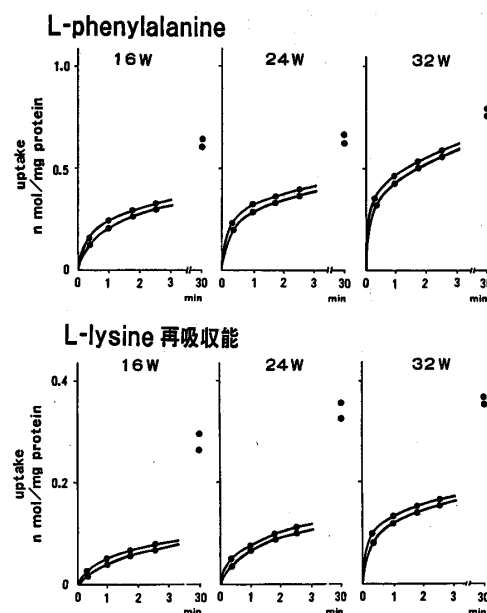 L-phenylalanine
16W 24W 32W
1.0
0.5
0
uptake
n mol/mg protein
0 1 2 3 30 0 1 2 3 30 0 1 2 3 30
min min min
L-lysine 再吸収能
16W 24W 32W
0.4
0.2
0
uptake
n mol/mg protein
0 1 2 3 30 0 1 2 3 30 0 1 2 3 30
min min min